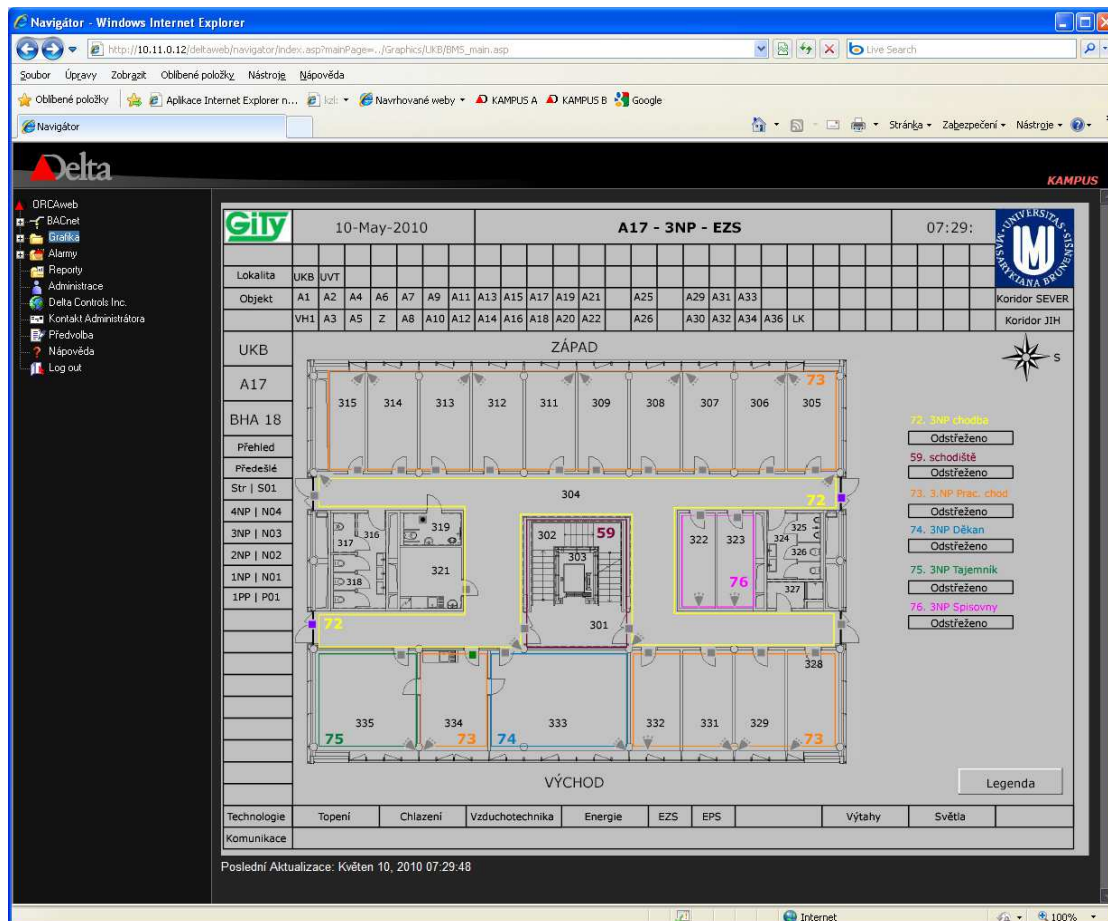 Navigátor - Windows Internet Explorer
http://10.11.0.12/deltaweb/navigator/index.asp?mainPage=../Graphics/UKB/BMS_main.asp
Live Search
Soubor Úpravy Zobrazit Oblíbené položky Nástroje Nápověda
Oblíbené položky Aplikace Internet Explorer n... Navrhované weby KAMPUS A KAMPUS B Google
Navigátor
Stránka Zabezpečení Nástroje
Delta
KAMPUS
ORCAweb
BACnet
Grafika
Alarmy
Reporty
Administrace
Delta Controls Inc.
Kontakt Administrátora
Předvolba
Nápověda
Log out
GiTy 10-May-2010 A17 - 3NP - EZS 07:29:
Lokalita UKB UVT
Objekt A1 A2 A4 A6 A7 A9 A11 A13 A15 A17 A19 A21 A25 A29 A31 A33 Koridor SEVER
VH1 A3 A5 Z A8 A10 A12 A14 A16 A18 A20 A22 A26 A30 A32 A34 A36 LK Koridor JIH
UKB
A17
BHA 18
Přehled
Předešlé
Str | S01
4NP | N04
3NP | N03
2NP | N02
1NP | N01
1PP | P01
ZÁPAD
S
73
315 314 313 312 311 309 308 307 306 305
304
72
319 302 59 322 323 325
317 316 324
303 326
321
318 76 327
72 301
328
335 334 333 332 331 329
75 73 74 73
VÝCHOD
72. 3NP chodba
Odstřeženo
59. schodiště
Odstřeženo
73. 3.NP Prac. chod
Odstřeženo
74. 3NP Děkan
Odstřeženo
75. 3NP Tajemník
Odstřeženo
76. 3NP Spisovny
Odstřeženo
Legenda
Technologie Topení Chlazení Vzduchotechnika Energie EZS EPS Výtahy Světla
Komunikace
Poslední Aktualizace: Květen 10, 2010 07:29:48
Internet 100%